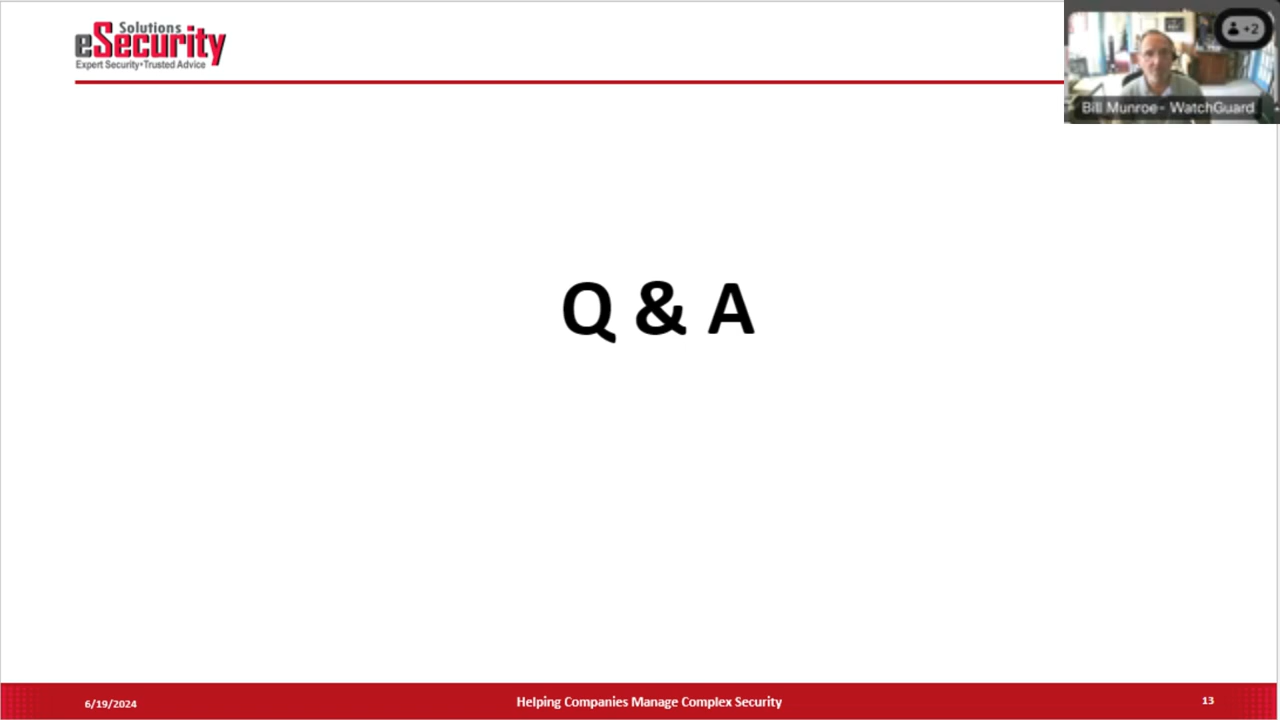 Solutions
eSecurity
Expert Security•Trusted Advice
+2
Bill Munroe- WatchGuard
Q & A
6/19/2024
Helping Companies Manage Complex Security
13